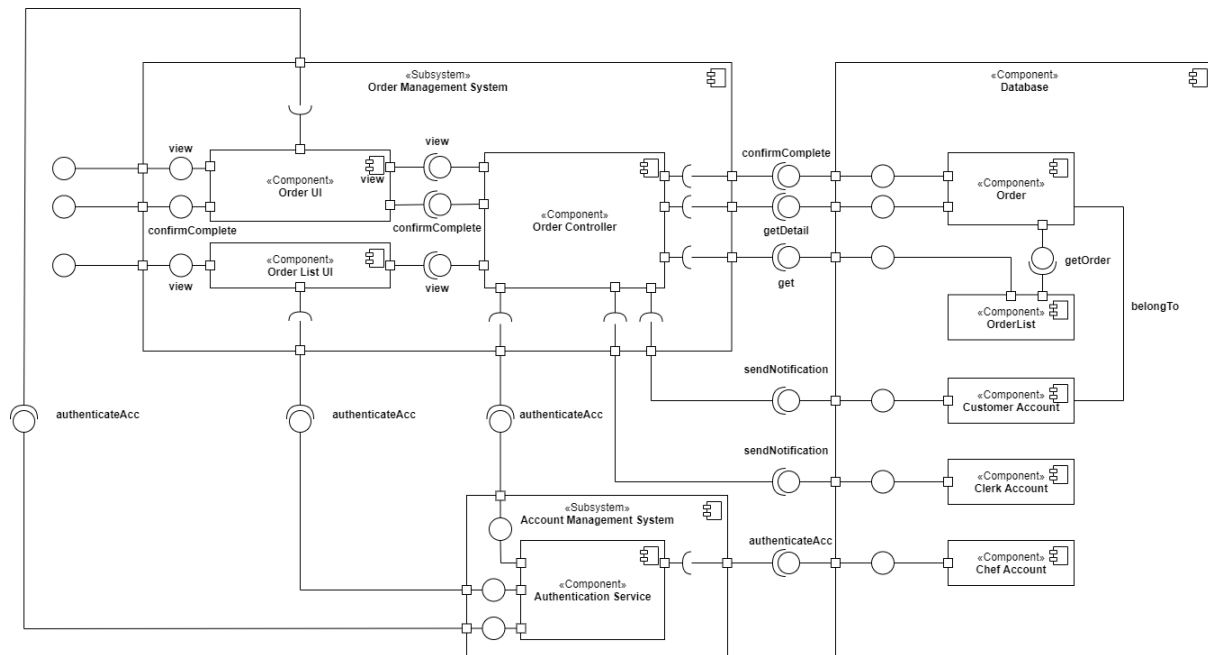 «Subsystem»
Order Management System
«Component»
Database
view
view
confirmComplete
«Component»
Order UI
view
«Component»
Order Controller
«Component»
Order
confirmComplete
confirmComplete
getDetail
«Component»
Order List UI
view
view
get
getOrder
«Component»
OrderList
belongTo
sendNotification
authenticateAcc
authenticateAcc
authenticateAcc
«Component»
Customer Account
sendNotification
«Component»
Clerk Account
«Subsystem»
Account Management System
authenticateAcc
«Component»
Authentication Service
«Component»
Chef Account